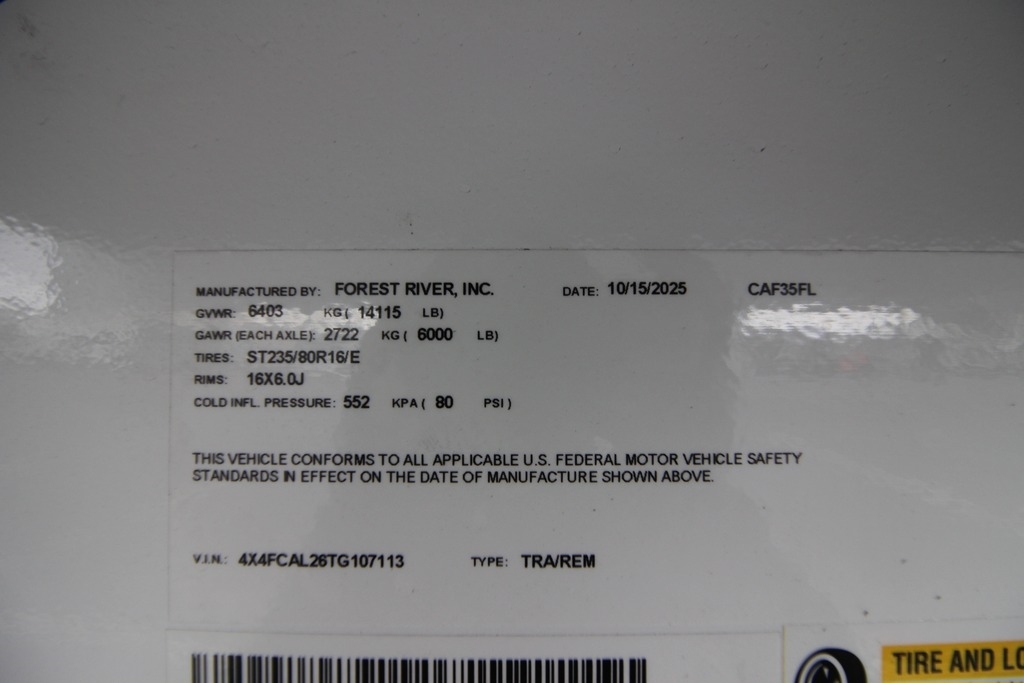 MANUFACTURED BY: FOREST RIVER, INC. DATE: 10/15/2025 CAF35FL
GVWR: 6403 KG ( 14115 LB)
GAWR (EACH AXLE): 2722 KG ( 6000 LB)
TIRES: ST235/80R16/E
RIMS: 16X6.0J
COLD INFL. PRESSURE: 552 KPA ( 80 PSI )
THIS VEHICLE CONFORMS TO ALL APPLICABLE U.S. FEDERAL MOTOR VEHICLE SAFETY
STANDARDS IN EFFECT ON THE DATE OF MANUFACTURE SHOWN ABOVE.
V.I.N.: 4X4FCAL26TG107113 TYPE: TRA/REM
TIRE AND LO